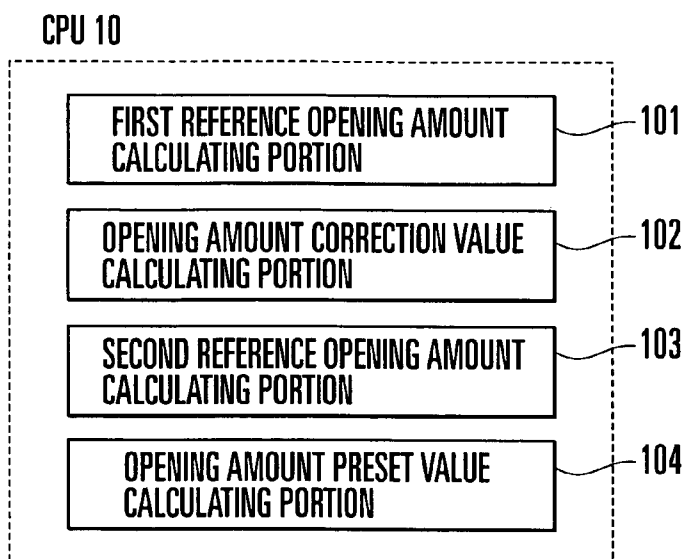 CPU 10
FIRST REFERENCE OPENING AMOUNT
CALCULATING PORTION
101
OPENING AMOUNT CORRECTION VALUE
CALCULATING PORTION
102
SECOND REFERENCE OPENING AMOUNT
CALCULATING PORTION
103
OPENING AMOUNT PRESET VALUE
CALCULATING PORTION
104